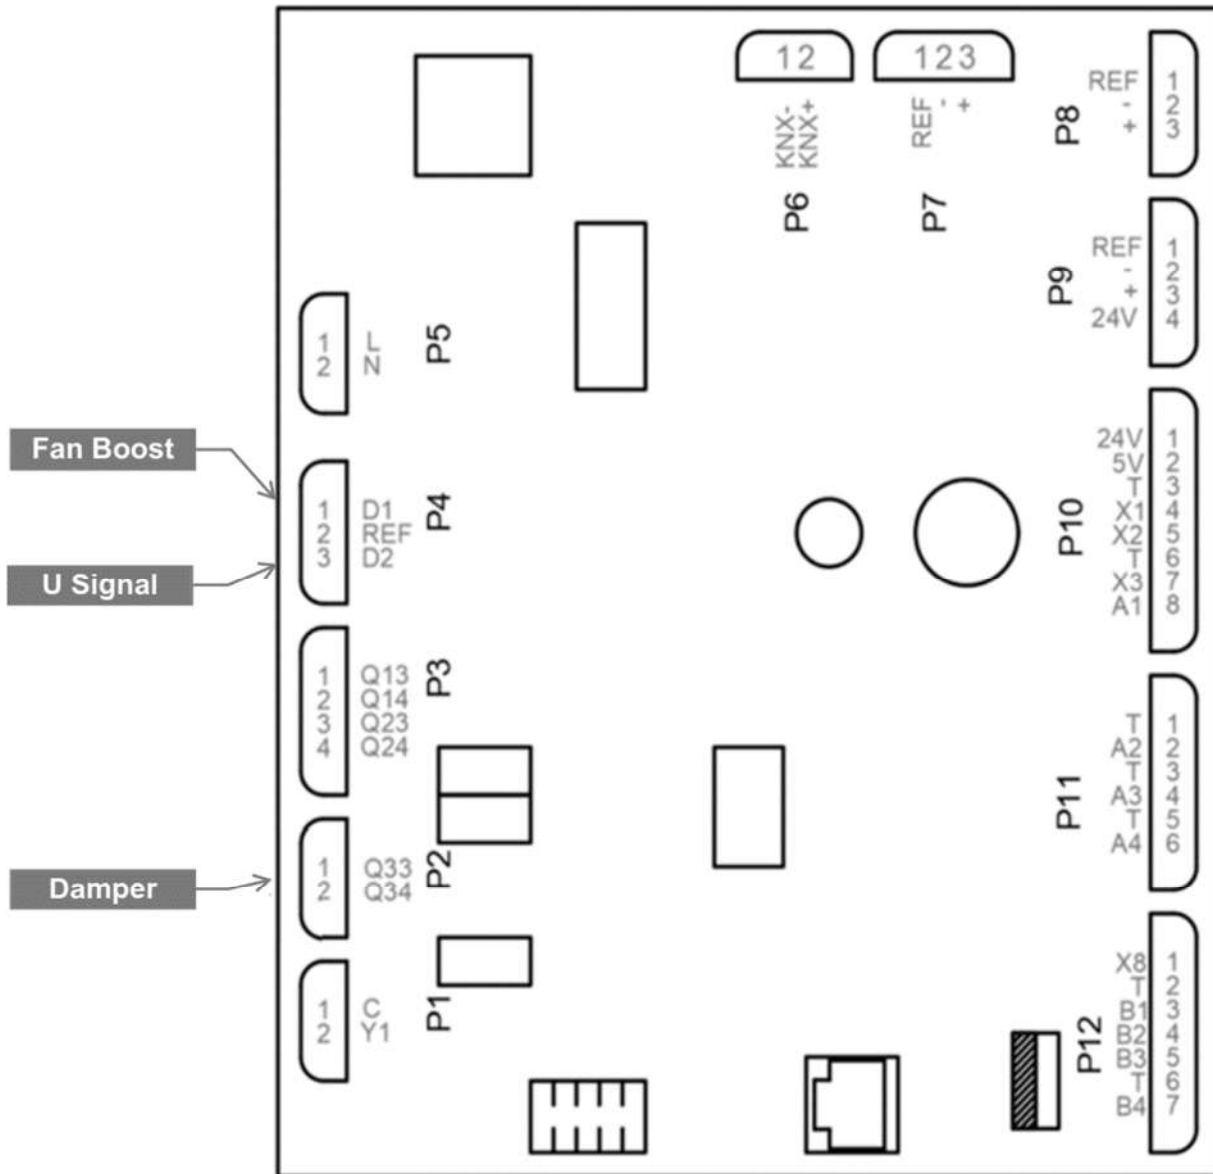 1 2
KNX-
KNX+
P6
1 2 3
REF
-
+
P7
P8
REF 1
- 2
+ 3
P9
REF 1
- 2
+ 3
24V 4
1 L
2 N
P5
Fan Boost
1 D1
2 REF
3 D2
P4
U Signal
P10
24V 1
5V 2
T 3
X1 4
X2 5
T 6
X3 7
A1 8
1 Q13
2 Q14
3 Q23
4 Q24
P3
P11
T 1
A2 2
T 3
A3 4
T 5
A4 6
Damper
1 Q33
2 Q34
P2
1 C
2 Y1
P1
P12
X8 1
T 2
B1 3
B2 4
B3 5
T 6
B4 7